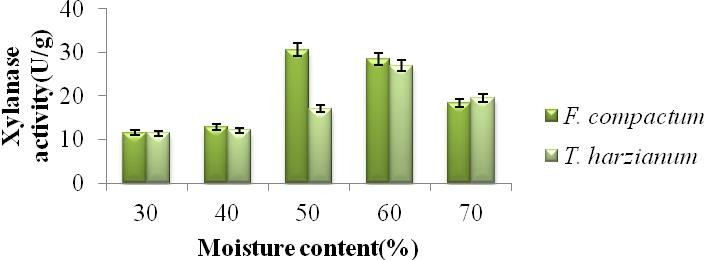 Xylanase
activity(U/g)
40
30
20
10
0
30 40 50 60 70
Moisture content(%)
F. compactum
T. harzianum